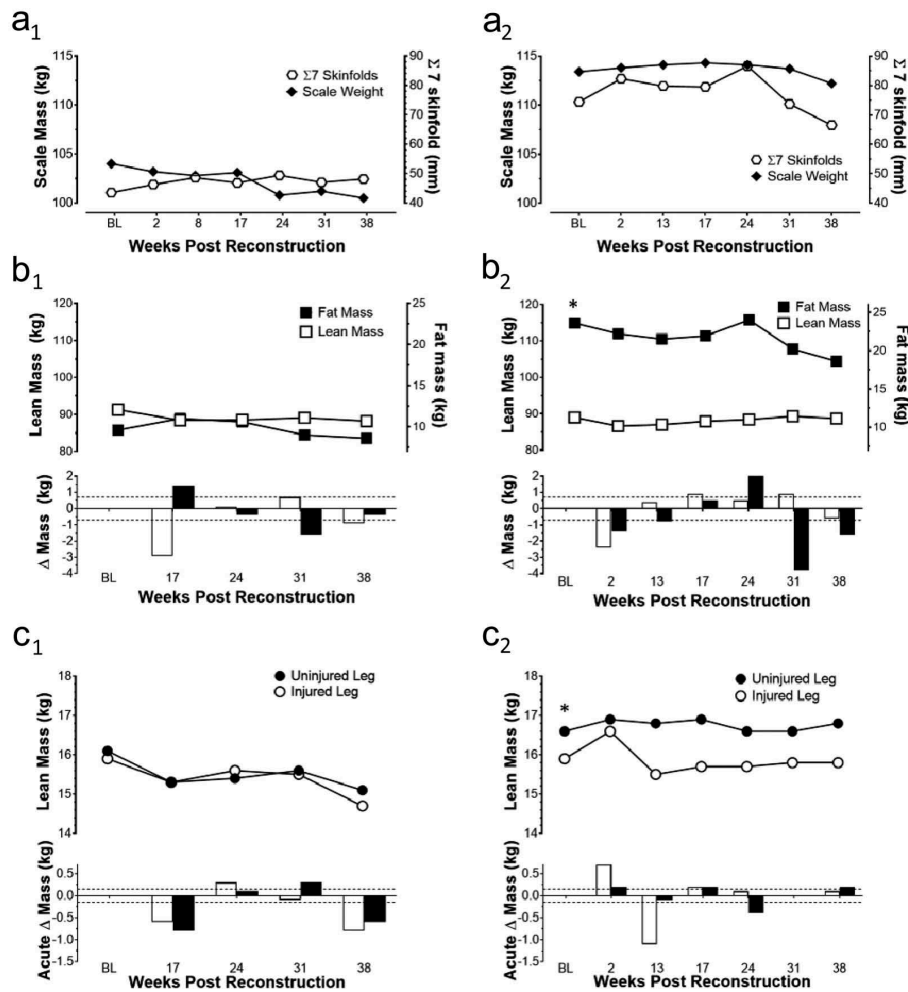 a1
a2
Scale Mass (kg)
115
110
105
100
Σ7 Skinfolds
Scale Weight
90
80
70
60
50
40
Σ 7 skinfold (mm)
BL 2 8 17 24 31 38
Weeks Post Reconstruction
Scale Mass (kg)
115
110
105
100
Σ7 Skinfolds
Scale Weight
90
80
70
60
50
40
Σ 7 skinfold (mm)
BL 2 13 17 24 31 38
Weeks Post Reconstruction
b1
b2
Lean Mass (kg)
120
110
100
90
80
Fat Mass
Lean Mass
25
20
15
10
Fat mass (kg)
Δ Mass (kg)
2
1
0
-1
-2
-3
-4
BL 17 24 31 38
Weeks Post Reconstruction
Lean Mass (kg)
120
110
100
90
80
*
Fat Mass
Lean Mass
25
20
15
10
Fat mass (kg)
Δ Mass (kg)
2
1
0
-1
-2
-3
-4
BL 2 13 17 24 31 38
Weeks Post Reconstruction
c1
c2
Lean Mass (kg)
18
17
16
15
14
Uninjured Leg
Injured Leg
Acute Δ Mass (kg)
0.5
0.0
-0.5
-1.0
-1.5
BL 17 24 31 38
Weeks Post Reconstruction
Lean Mass (kg)
18
17
16
15
14
*
Uninjured Leg
Injured Leg
Acute Δ Mass (kg)
0.5
0.0
-0.5
-1.0
-1.5
BL 2 13 17 24 31 38
Weeks Post Reconstruction